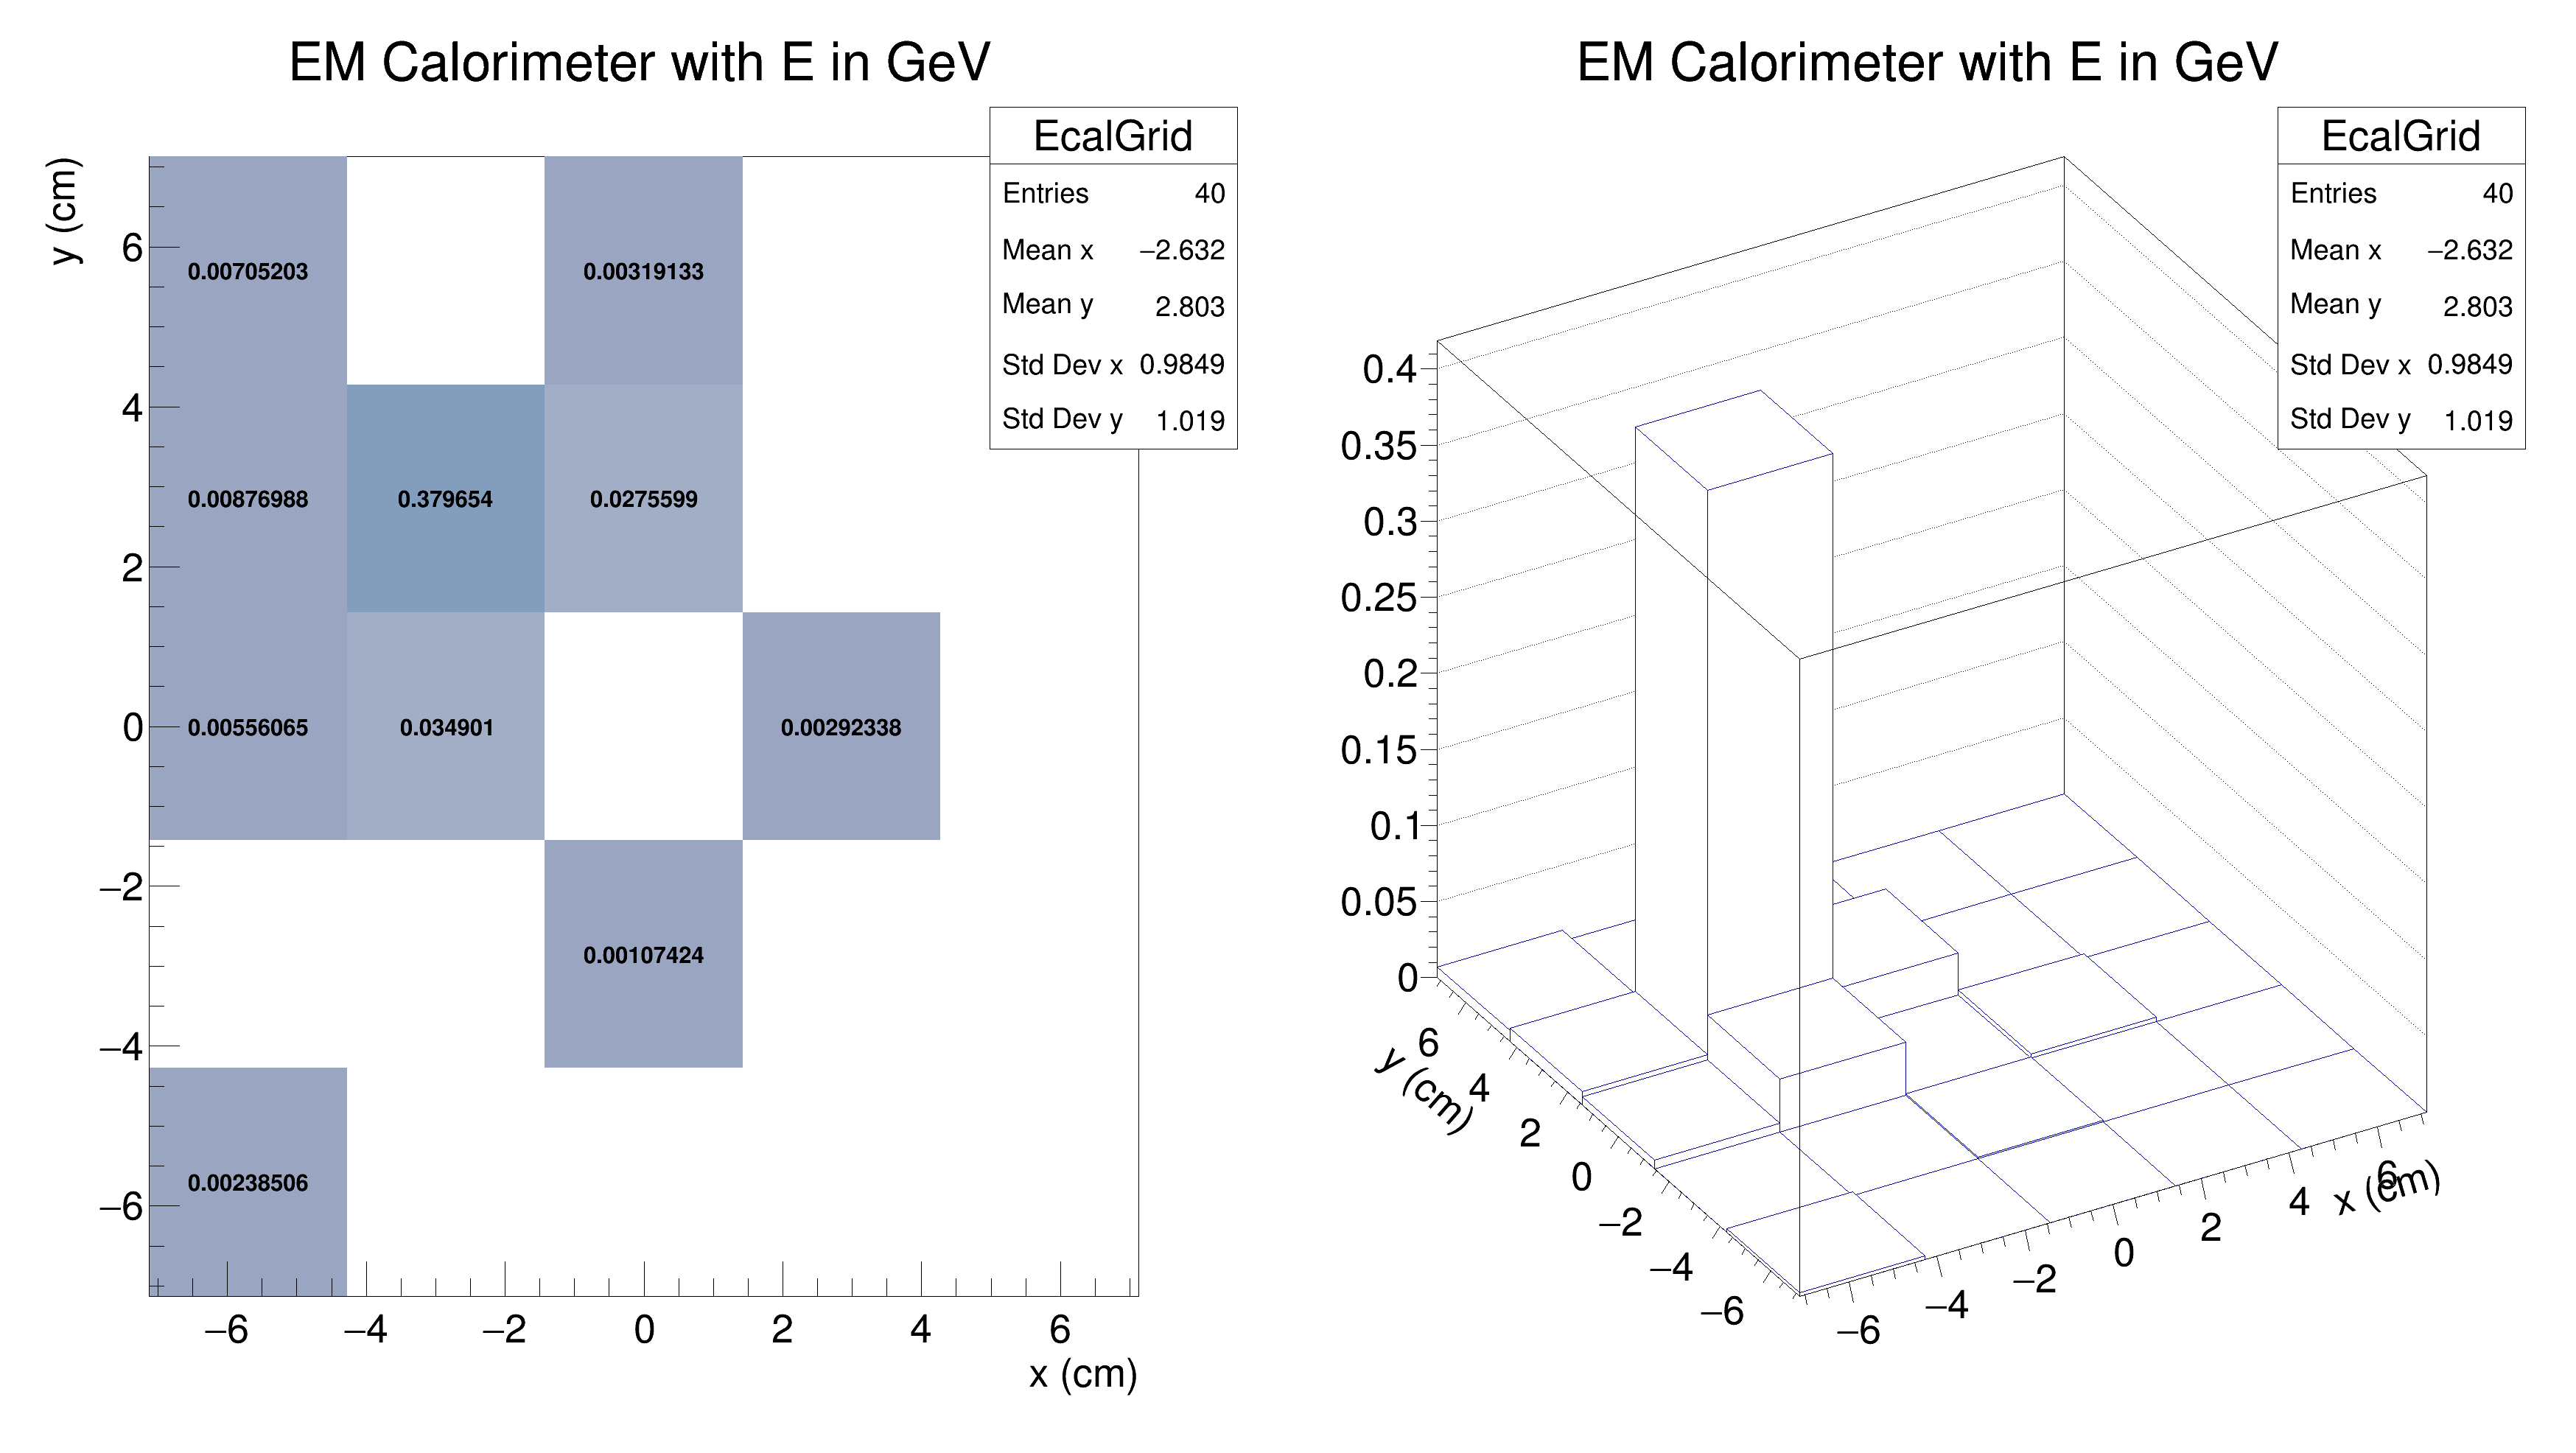 EM Calorimeter with E in GeV
EcalGrid
Entries 40
Mean x −2.632
Mean y 2.803
Std Dev x 0.9849
Std Dev y 1.019
y (cm)
6
4
2
0
−2
−4
−6
0.00705203 0.00319133
0.00876988 0.379654 0.0275599
0.00556065 0.034901 0.00292338
0.00107424
0.00238506
−6 −4 −2 0 2 4 6
x (cm)
EM Calorimeter with E in GeV
EcalGrid
Entries 40
Mean x −2.632
Mean y 2.803
Std Dev x 0.9849
Std Dev y 1.019
0.4
0.35
0.3
0.25
0.2
0.15
0.1
0.05
0
6
4
2
0
−2
−4
−6
y (cm)
−6 −4 −2 0 2 4 6
x (cm)